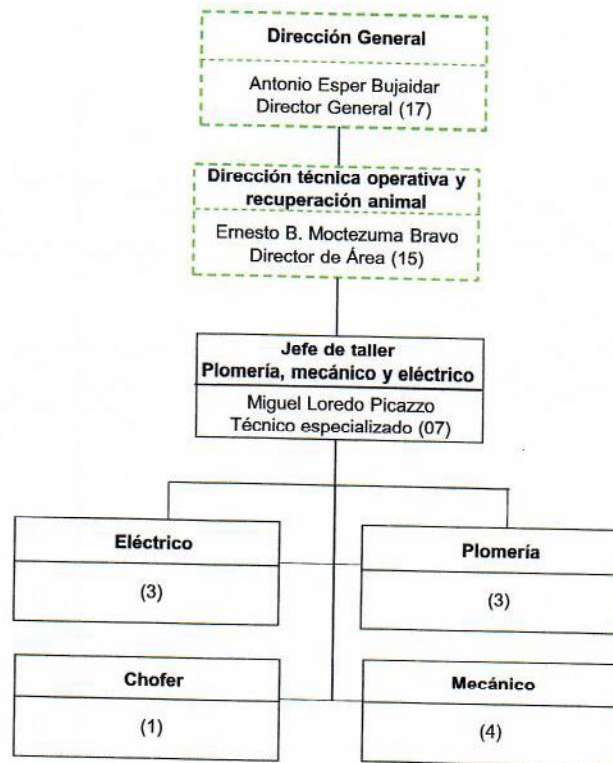 Dirección General
Antonio Esper Bujaidar
Director General (17)
Dirección técnica operativa y
recuperación animal
Ernesto B. Moctezuma Bravo
Director de Área (15)
Jefe de taller
Plomería, mecánico y eléctrico
Miguel Loredo Picazzo
Técnico especializado (07)
Eléctrico
(3)
Plomería
(3)
Chofer
(1)
Mecánico
(4)